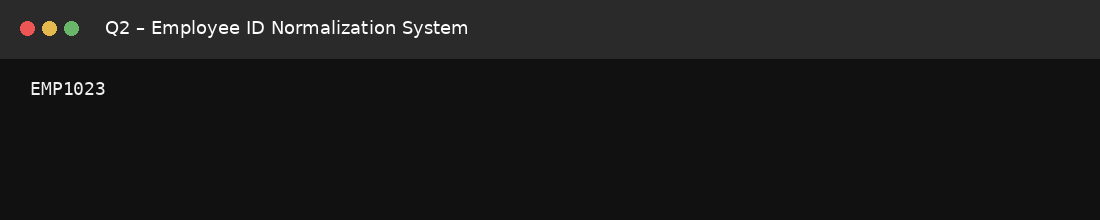 Q2 – Employee ID Normalization System
EMP1023